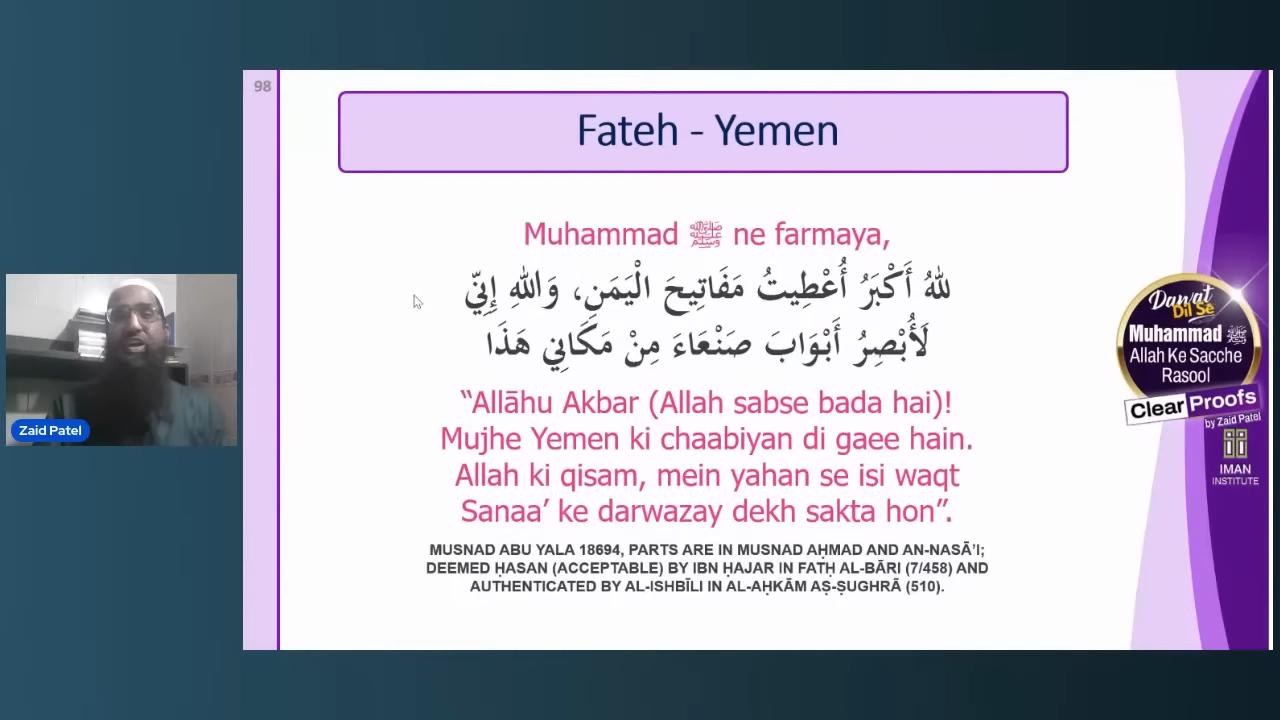 98
Fateh - Yemen
Muhammad ﷺ ne farmaya,
للهُ أَكْبَرُ أُعْطِيتُ مَفَاتِيحَ الْيَمَنِ، وَاللهِ إِنِّي
لَأُبْصِرُ أَبْوَابَ صَنْعَاءَ مِنْ مَكَانِي هَذَا
“Allāhu Akbar (Allah sabse bada hai)!
Mujhe Yemen ki chaabiyan di gaee hain.
Allah ki qisam, mein yahan se isi waqt
Sanaa’ ke darwazay dekh sakta hon”.
MUSNAD ABU YALA 18694, PARTS ARE IN MUSNAD AḤMAD AND AN-NASĀ’I;
DEEMED ḤASAN (ACCEPTABLE) BY IBN ḤAJAR IN FATḤ AL-BĀRI (7/458) AND
AUTHENTICATED BY AL-ISHBĪLI IN AL-AḤKĀM AṢ-ṢUGHRĀ (510).
Zaid Patel
Dawat
Dil Se
Muhammad ﷺ
Allah Ke Sacche
Rasool
Clear Proofs
by Zaid Patel
IMAN
INSTITUTE